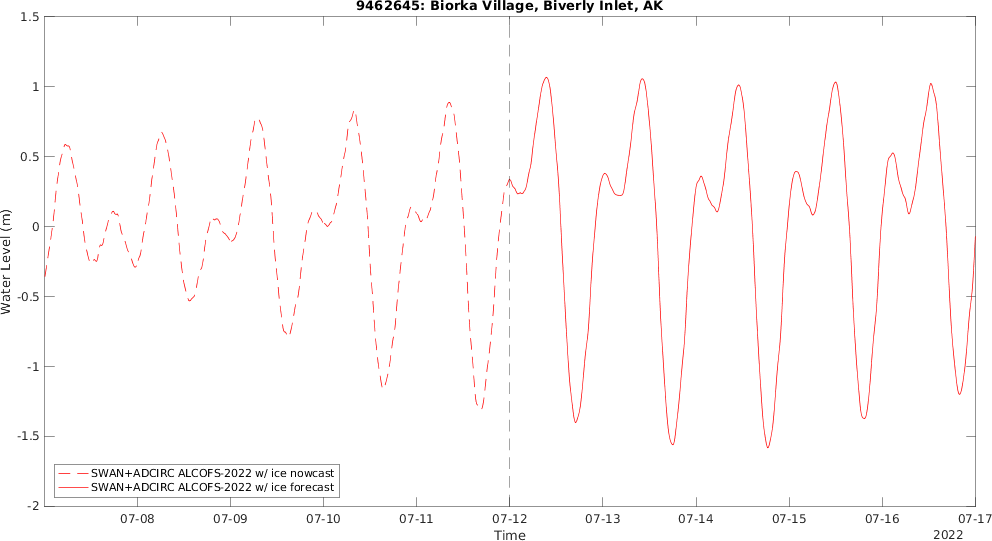 9462645: Biorka Village, Biverly Inlet, AK
1.5
1
0.5
0
-0.5
-1
-1.5
-2
Water Level (m)
SWAN+ADCIRC ALCOFS-2022 w/ ice nowcast
SWAN+ADCIRC ALCOFS-2022 w/ ice forecast
07-08 07-09 07-10 07-11 07-12 07-13 07-14 07-15 07-16 07-17
Time
2022